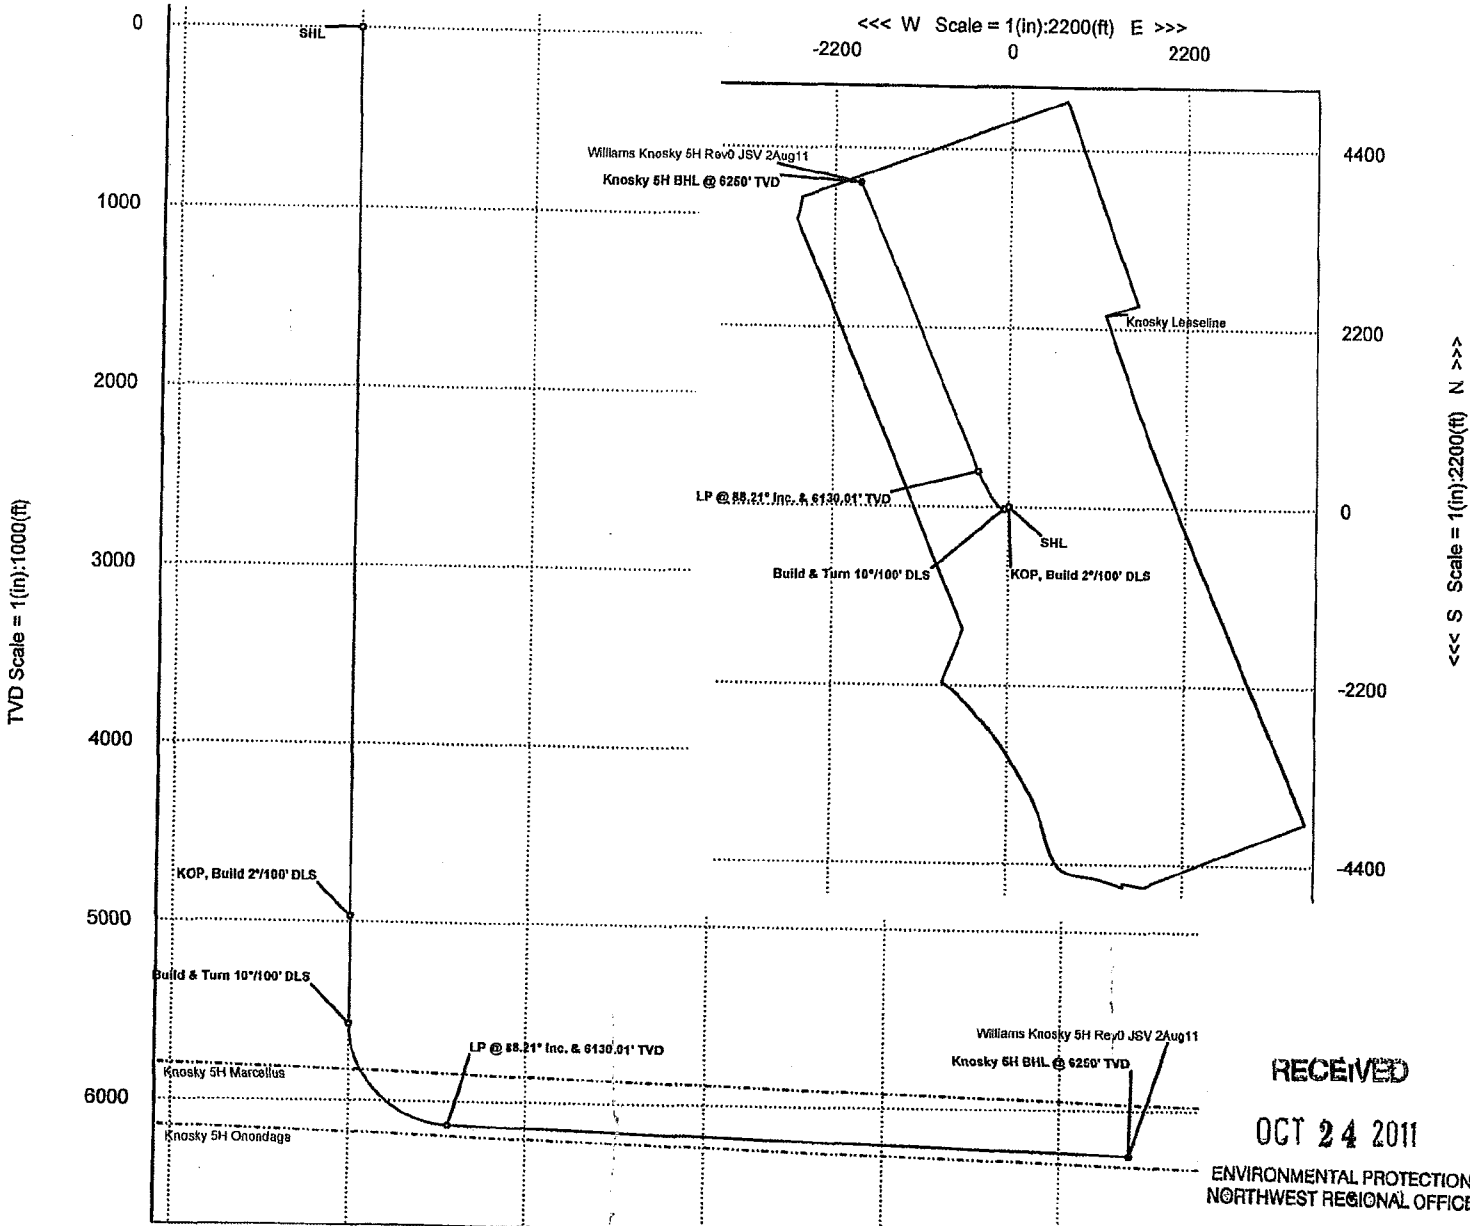 <<< W Scale = 1(in):2200(ft) E >>>
-2200 0 2200
0
SHL
1000
2000
3000
4000
5000
6000
TVD Scale = 1(in):1000(ft)
Williams Knosky 5H Rev0 JSV 2Aug11
Knosky 5H BHL @ 6250' TVD
4400
2200
0
-2200
-4400
<<< S Scale = 1(in):2200(ft) N >>>
Knosky Leaseline
LP @ 88.21° Inc. & 6130.01' TVD
SHL
Build & Turn 10°/100' DLS
KOP, Build 2°/100' DLS
KOP, Build 2°/100' DLS
Build & Turn 10°/100' DLS
LP @ 88.21° Inc. & 6130.01' TVD
Williams Knosky 5H Rev0 JSV 2Aug11
Knosky 5H BHL @ 6250' TVD
Knosky 5H Marcellus
Knosky 5H Onondaga
RECEIVED
OCT 24 2011
ENVIRONMENTAL PROTECTION
NORTHWEST REGIONAL OFFICE